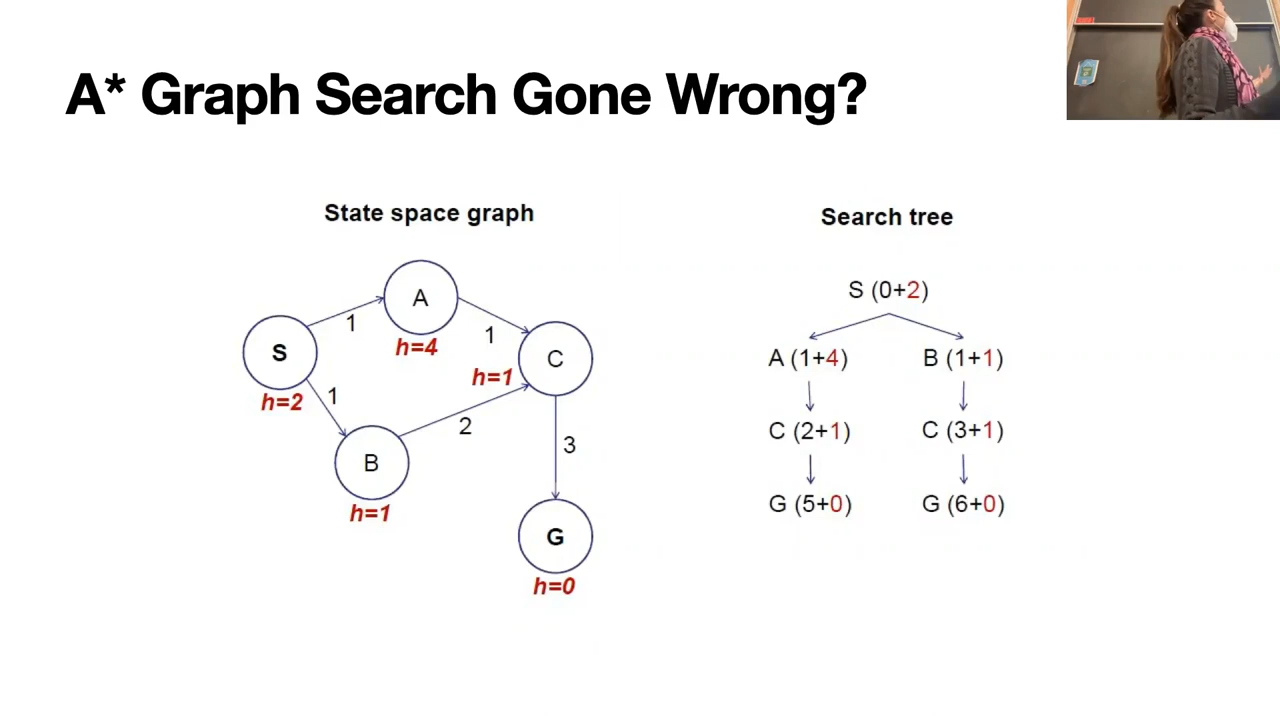 A* Graph Search Gone Wrong?
State space graph
A
1
1
h=4
S
C
h=1
h=2
1
2
3
B
h=1
G
h=0
Search tree
S (0+2)
A (1+4) B (1+1)
C (2+1) C (3+1)
G (5+0) G (6+0)